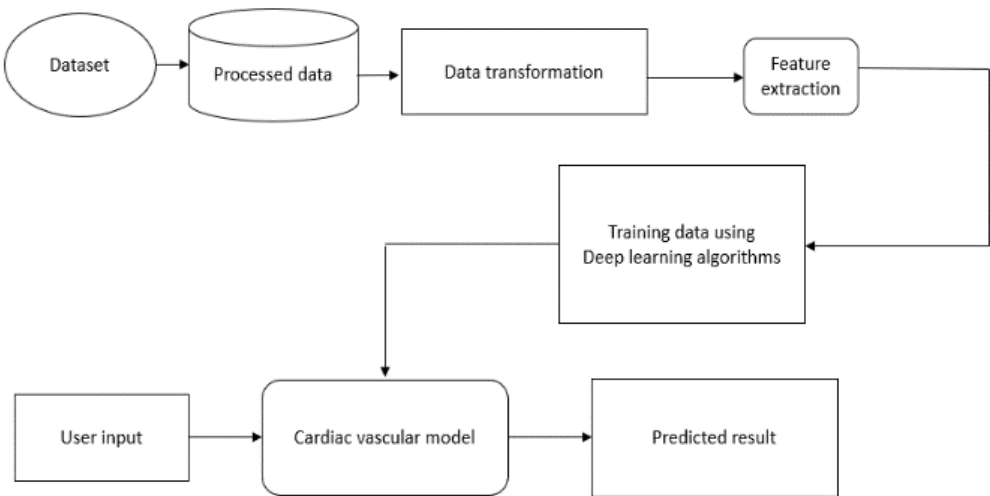 Dataset
Processed data
Data transformation
Feature
extraction
Training data using
Deep learning algorithms
User input
Cardiac vascular model
Predicted result